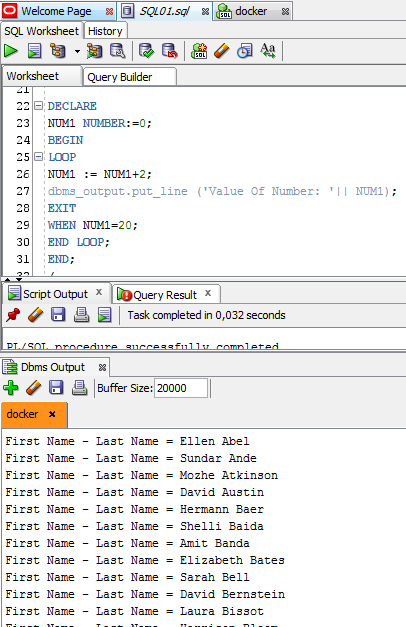 Welcome Page SQL01.sql docker
SQL Worksheet History
Worksheet Query Builder
21
22 DECLARE
23 NUM1 NUMBER:=0;
24 BEGIN
25 LOOP
26 NUM1 := NUM1+2;
27 dbms_output.put_line ('Value Of Number: '|| NUM1);
28 EXIT
29 WHEN NUM1=20;
30 END LOOP;
31 END;
32 /
Script Output x Query Result x
Task completed in 0,032 seconds
PL/SQL procedure successfully completed
Dbms Output
Buffer Size: 20000
docker
First Name - Last Name = Ellen Abel
First Name - Last Name = Sundar Ande
First Name - Last Name = Mozhe Atkinson
First Name - Last Name = David Austin
First Name - Last Name = Hermann Baer
First Name - Last Name = Shelli Baida
First Name - Last Name = Amit Banda
First Name - Last Name = Elizabeth Bates
First Name - Last Name = Sarah Bell
First Name - Last Name = David Bernstein
First Name - Last Name = Laura Bissot
First Name - Last Name = Harrison Bloom